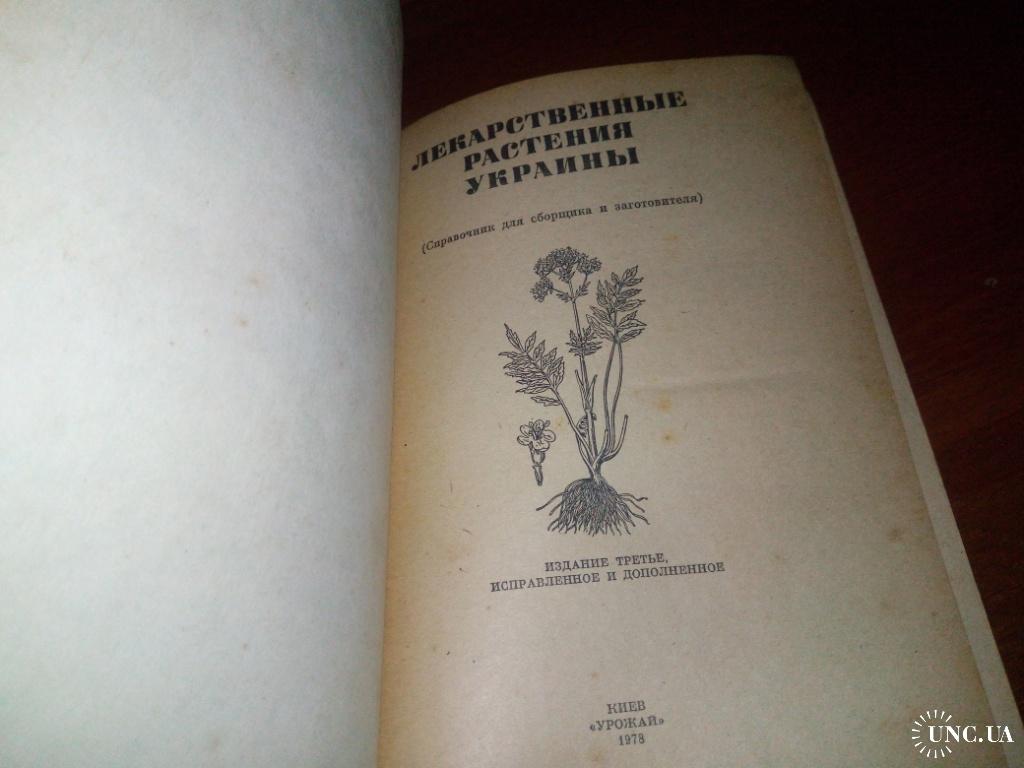 ЛЕКАРСТВЕННЫЕ
РАСТЕНИЯ
УКРАИНЫ
(Справочник для сборщика и заготовителя)
ИЗДАНИЕ ТРЕТЬЕ,
ИСПРАВЛЕННОЕ И ДОПОЛНЕННОЕ
КИЕВ
«УРОЖАЙ»
1978
UNC.UA